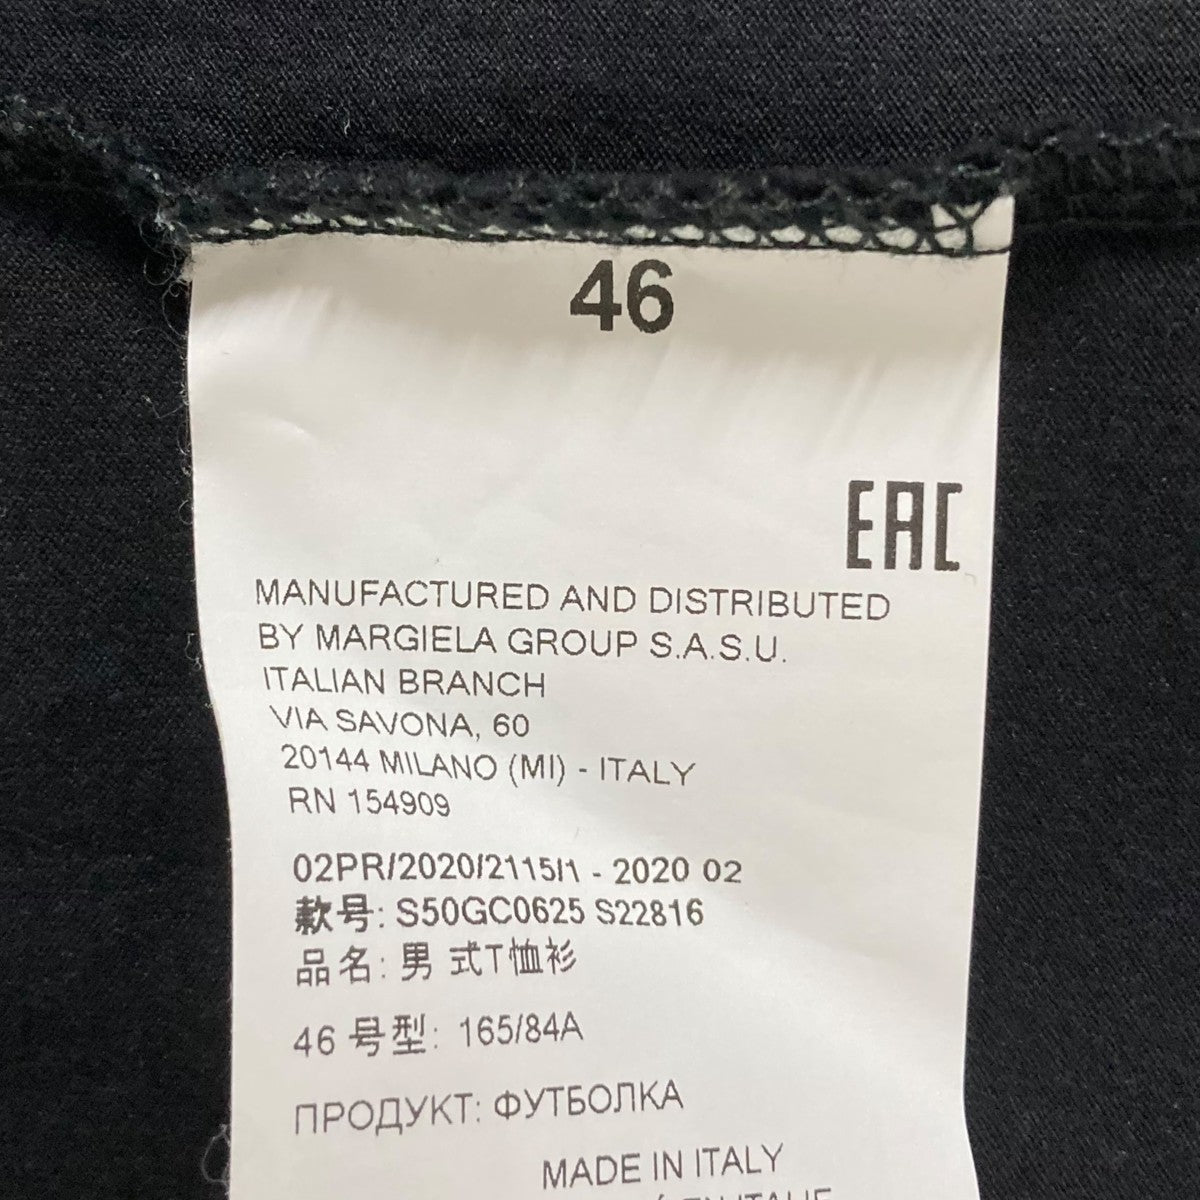 46
EAC
MANUFACTURED AND DISTRIBUTED
BY MARGIELA GROUP S.A.S.U.
ITALIAN BRANCH
VIA SAVONA, 60
20144 MILANO (MI) - ITALY
RN 154909
02PR/2020/2115/1 - 2020 02
款号: S50GC0625 S22816
品名: 男 式T恤衫
46 号型: 165/84A
ПРОДУКТ: ФУТБОЛКА
MADE IN ITALY